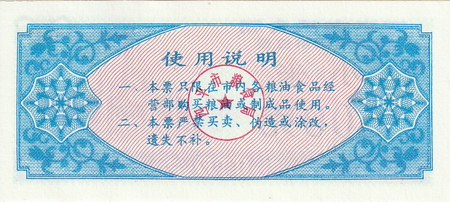 使用说明
一、本票只限在市内各粮油食品经
营部购买粮食或制成品使用。
二、本票严禁买卖、伪造或涂改,
遗失不补。